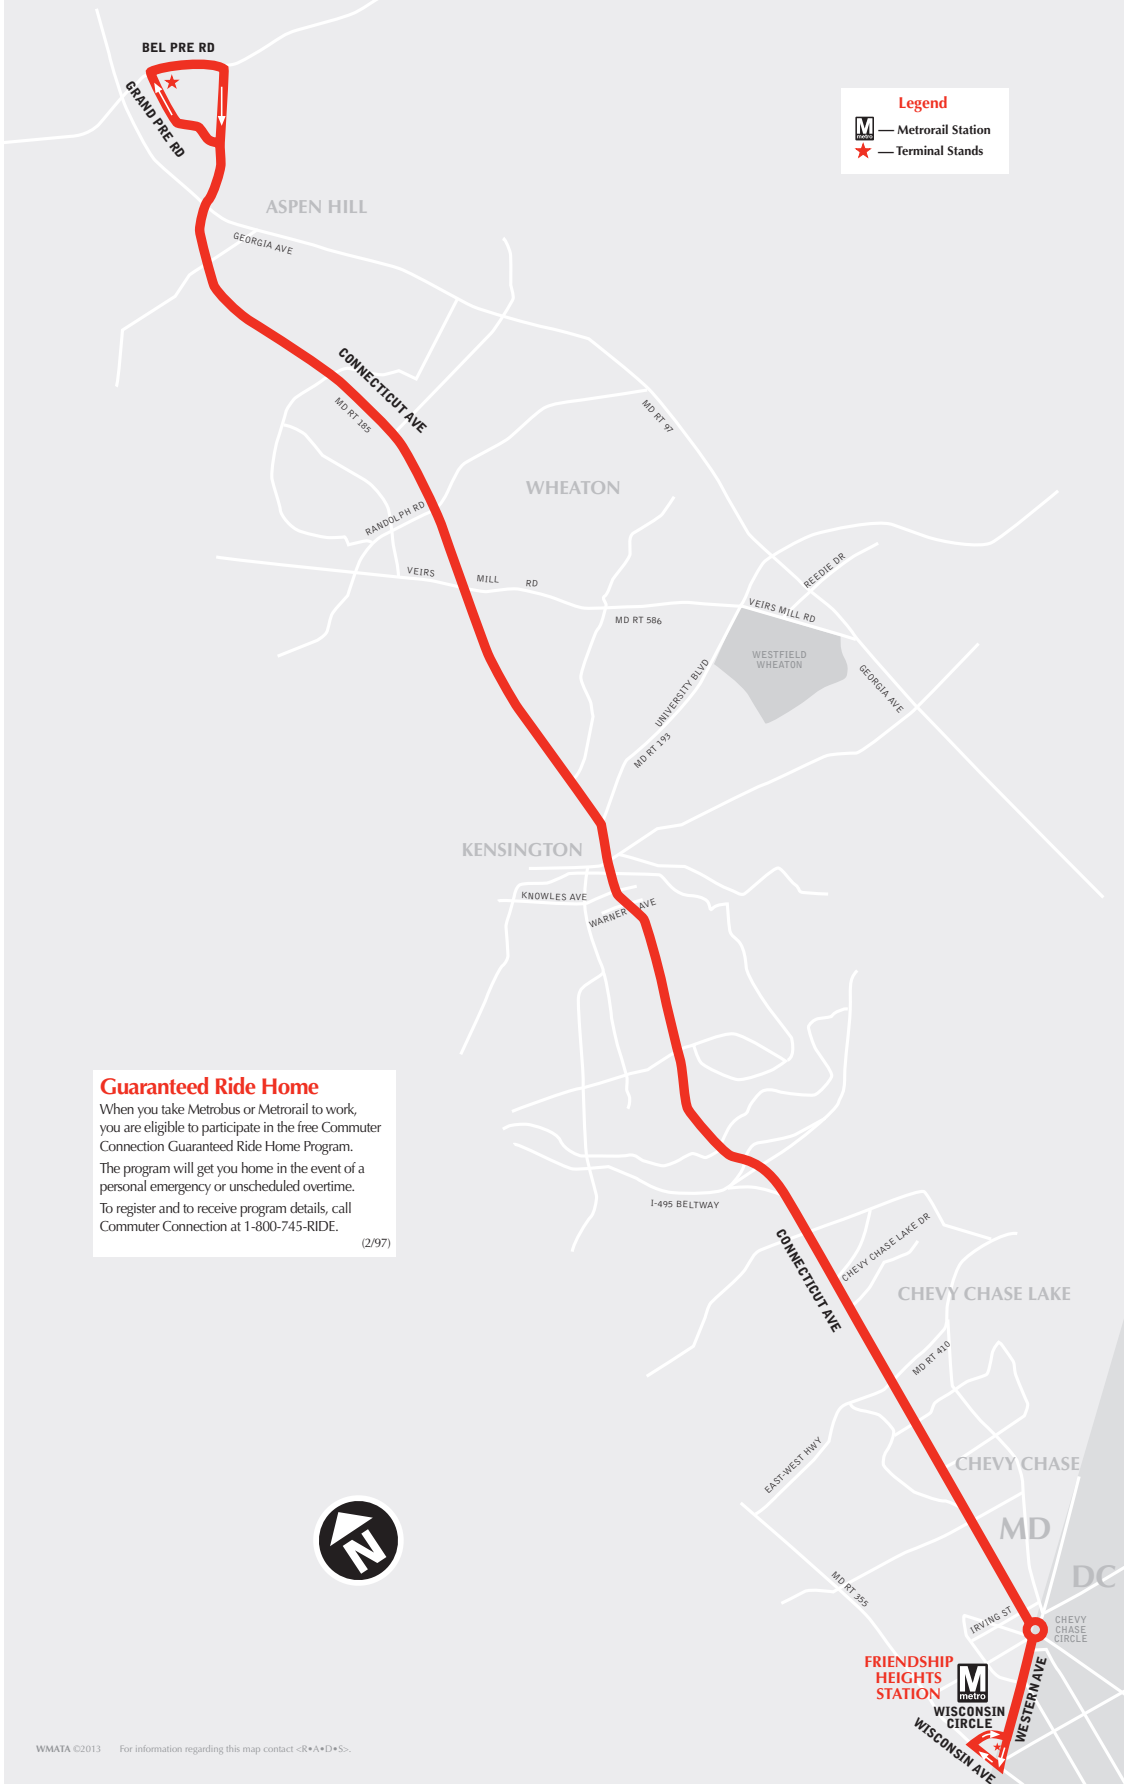 BEL PRE RD
GRAND PRE RD
Legend
M metro — Metrorail Station
★ — Terminal Stands
ASPEN HILL
GEORGIA AVE
CONNECTICUT AVE
MD RT 185
MD RT 97
WHEATON
RANDOLPH RD
VEIRS MILL RD
REEDIE DR
VEIRS MILL RD
MD RT 586
WESTFIELD
WHEATON
UNIVERSITY BLVD
GEORGIA AVE
MD RT 193
KENSINGTON
KNOWLES AVE
WARNER AVE
Guaranteed Ride Home
When you take Metrobus or Metrorail to work,
you are eligible to participate in the free Commuter
Connection Guaranteed Ride Home Program.
The program will get you home in the event of a
personal emergency or unscheduled overtime.
To register and to receive program details, call
Commuter Connection at 1-800-745-RIDE.
(2/97)
I-495 BELTWAY
CONNECTICUT AVE
CHEVY CHASE LAKE DR
CHEVY CHASE LAKE
MD RT 410
EAST-WEST HWY
CHEVY CHASE
N
MD
DC
MD RT 355
IRVING ST
CHEVY
CHASE
CIRCLE
FRIENDSHIP
HEIGHTS
STATION
M
metro
WISCONSIN
CIRCLE
WESTERN AVE
WISCONSIN AVE
WMATA ©2013 For information regarding this map contact <R•A•D•S>.